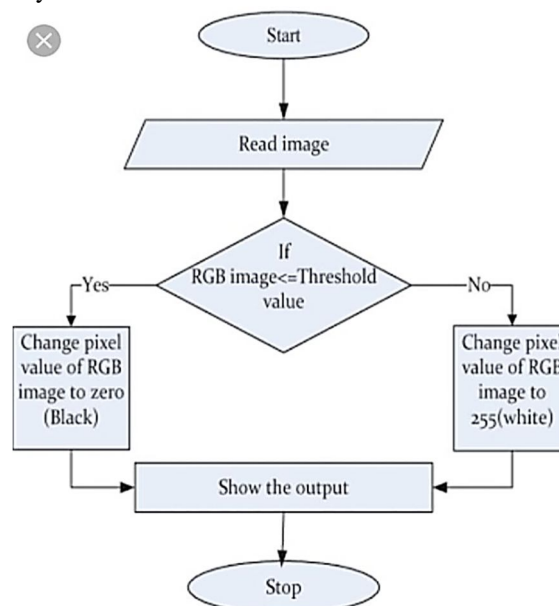 Start
Read image
If
RGB image<=Threshold
value
Yes
No
Change pixel
value of RGB
image to zero
(Black)
Change pixel
value of RGB
image to
255(white)
Show the output
Stop